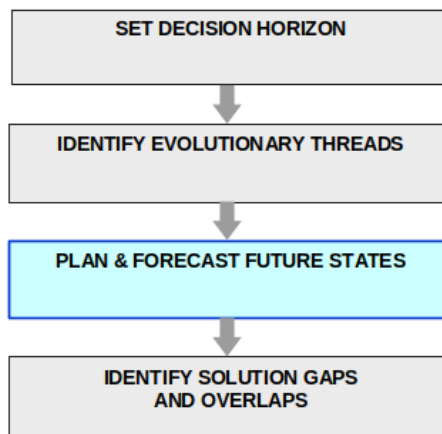 SET DECISION HORIZON
IDENTIFY EVOLUTIONARY THREADS
PLAN & FORECAST FUTURE STATES
IDENTIFY SOLUTION GAPS
AND OVERLAPS